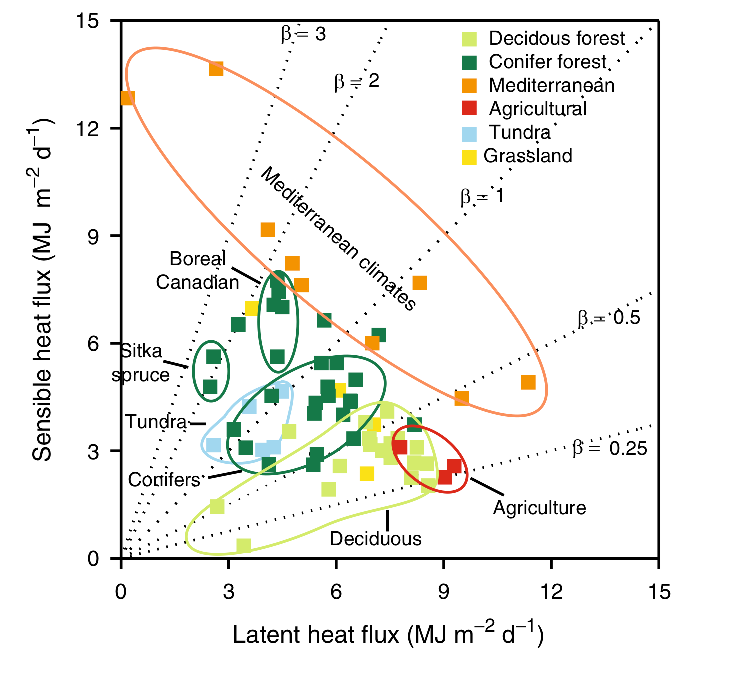 15
12
9
6
3
0
0
3
6
9
12
15
Sensible heat flux (MJ m⁻² d⁻¹)
Latent heat flux (MJ m⁻² d⁻¹)
β = 3
β = 2
β = 1
β = 0.5
β = 0.25
Decidous forest
Conifer forest
Mediterranean
Agricultural
Tundra
Grassland
Mediterranean climates
Boreal
Canadian
Sitka
spruce
Tundra
Conifers
Deciduous
Agriculture